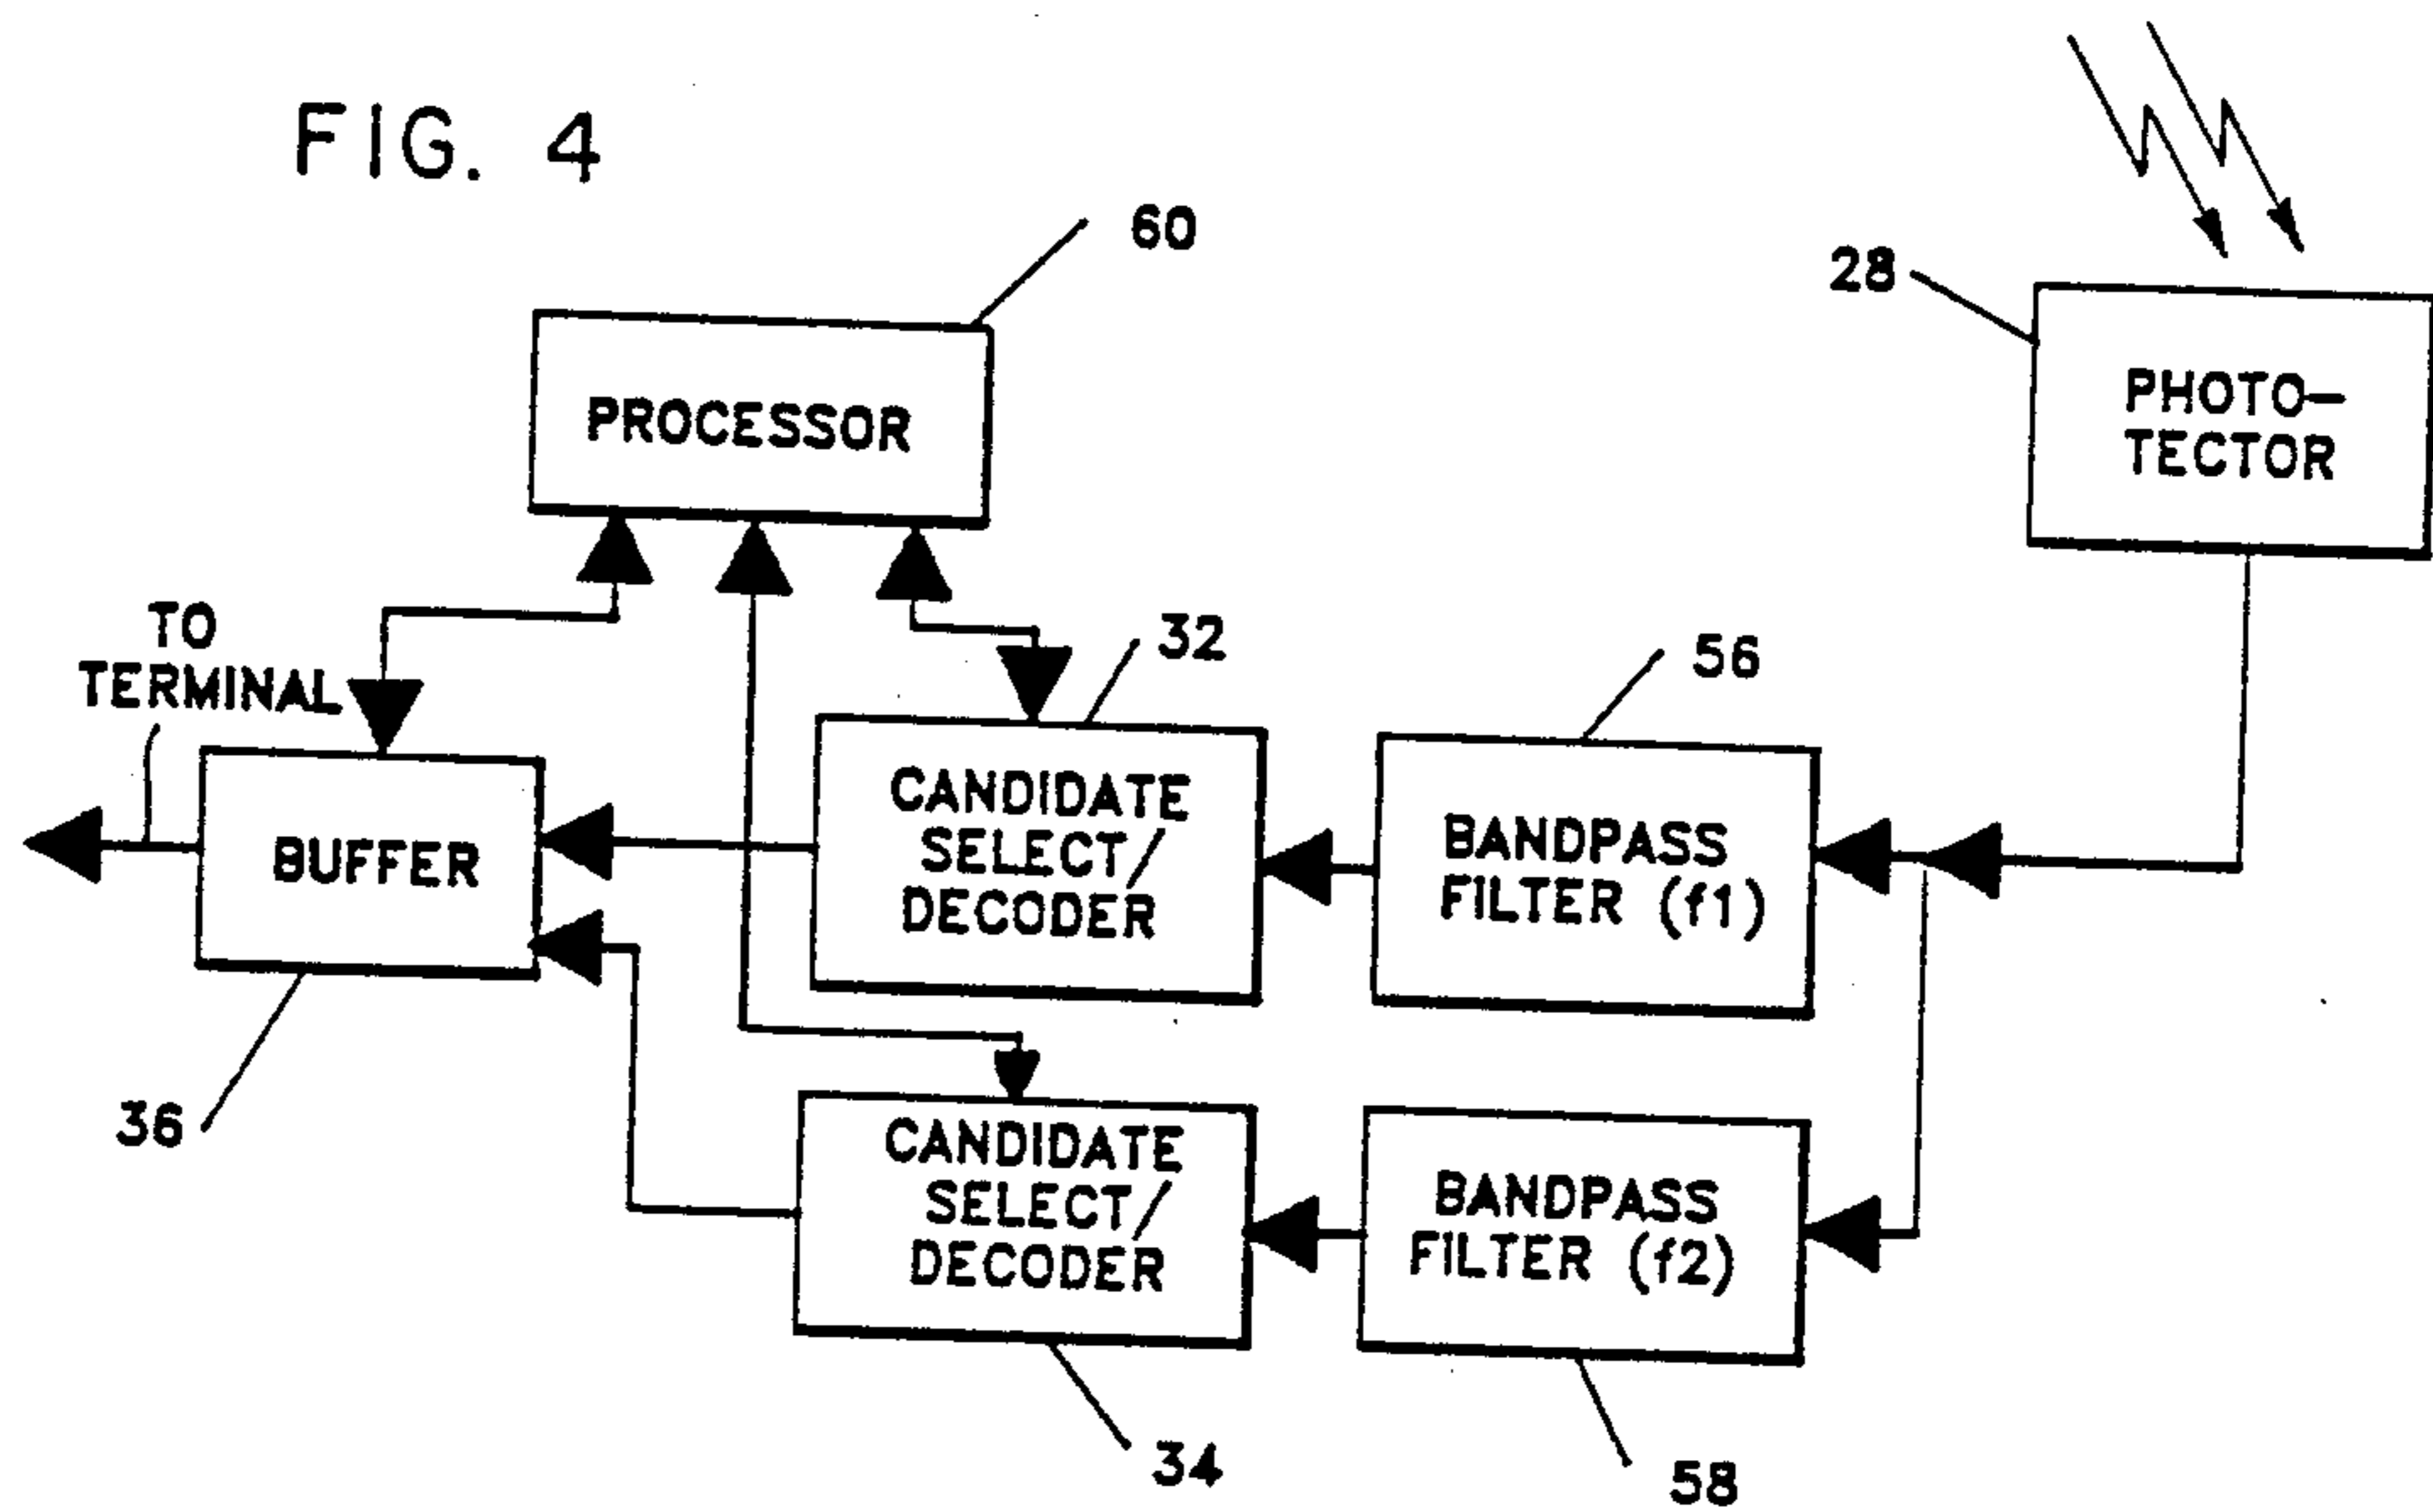 FIG. 4
60
28
PROCESSOR
PHOTO-
TECTOR
TO
TERMINAL
32
56
CANDIDATE
SELECT/
DECODER
BANDPASS
FILTER (f1)
BUFFER
36
CANDIDATE
SELECT/
DECODER
BANDPASS
FILTER (f2)
34
58